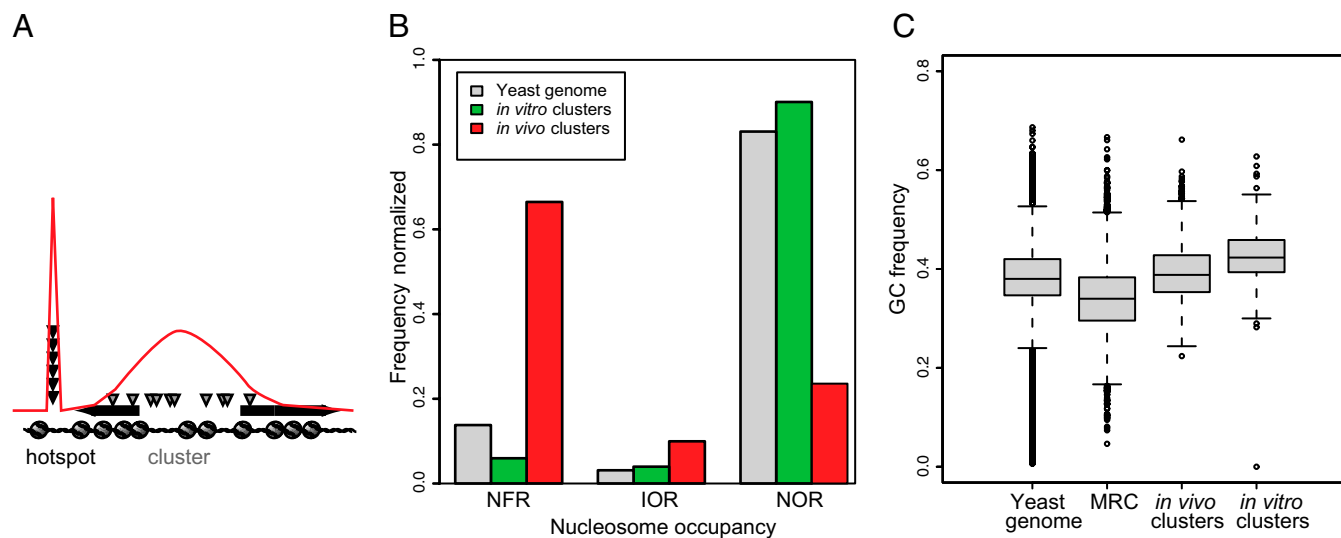 A
hotspot
cluster
B
Frequency normalized
1.0
0.8
0.6
0.4
0.2
0.0
Yeast genome
in vitro clusters
in vivo clusters
NFR
IOR
NOR
Nucleosome occupancy
C
GC frequency
0.8
0.6
0.4
0.2
0.0
Yeast
genome
MRC
in vivo
clusters
in vitro
clusters